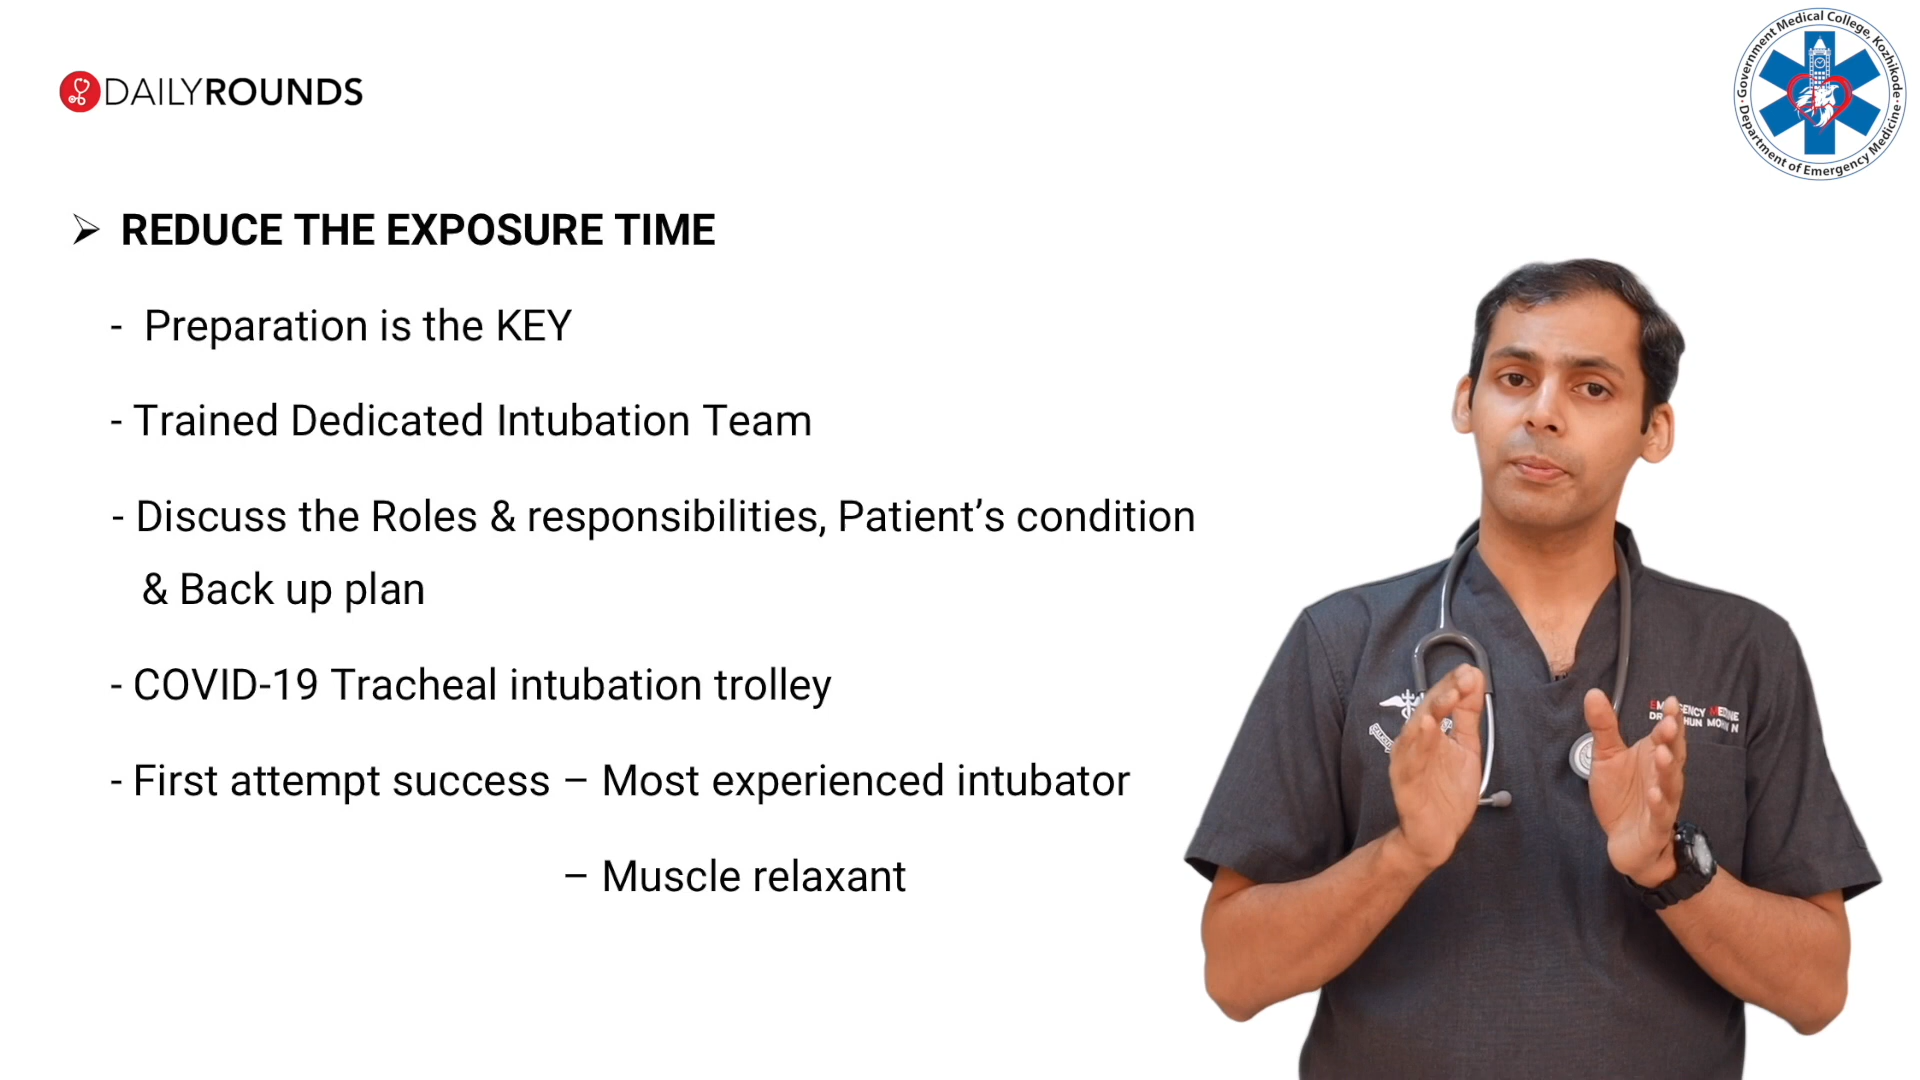 DAILYROUNDS
Government Medical College, Kozhikode
Department of Emergency Medicine
➢ REDUCE THE EXPOSURE TIME
- Preparation is the KEY
- Trained Dedicated Intubation Team
- Discuss the Roles & responsibilities, Patient’s condition
& Back up plan
- COVID-19 Tracheal intubation trolley
- First attempt success – Most experienced intubator
– Muscle relaxant
DR